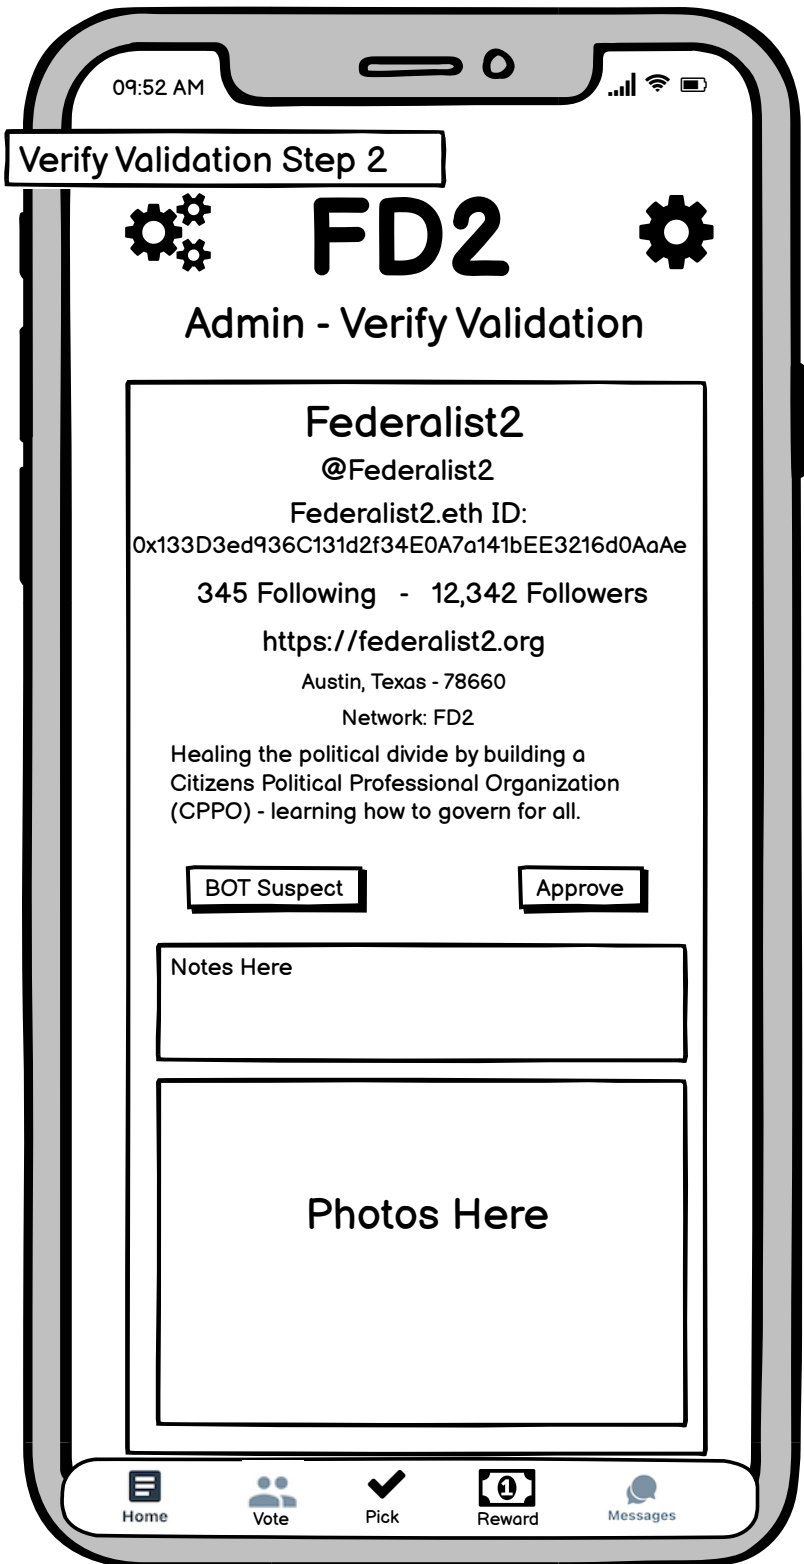 09:52 AM
Verify Validation Step 2
FD2
Admin - Verify Validation
Federalist2
@Federalist2
Federalist2.eth ID:
0x133D3ed936C131d2f34E0A7a141bEE3216d0AaAe
345 Following - 12,342 Followers
https://federalist2.org
Austin, Texas - 78660
Network: FD2
Healing the political divide by building a
Citizens Political Professional Organization
(CPPO) - learning how to govern for all.
BOT Suspect Approve
Notes Here
Photos Here
1
Home Vote Pick Reward Messages